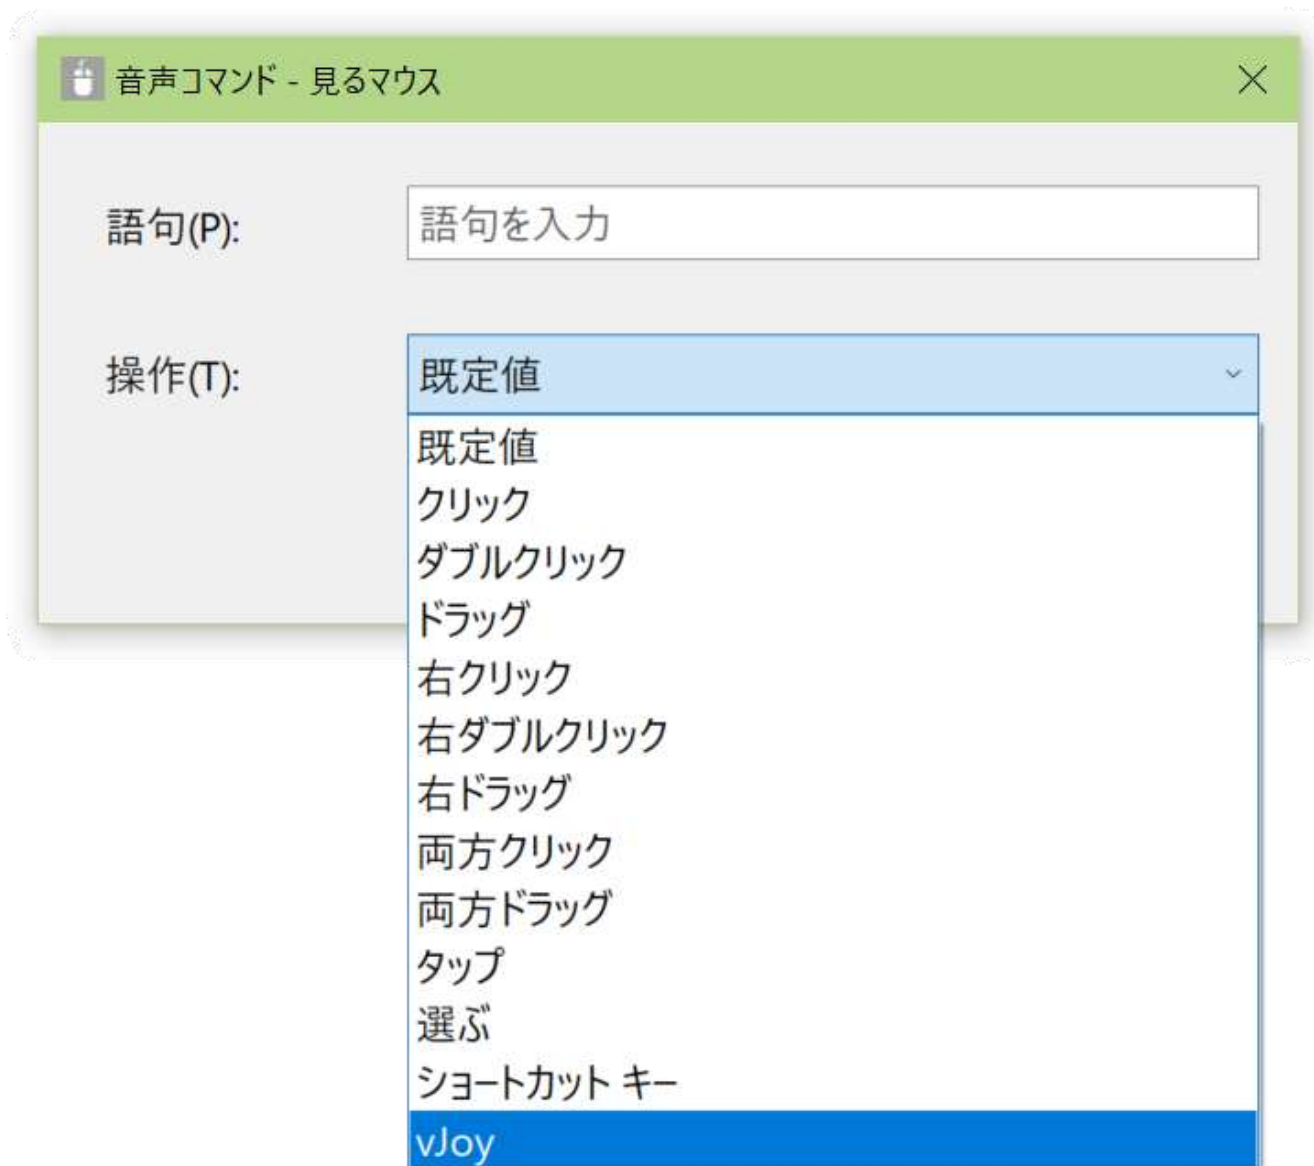 音声コマンド - 見るマウス
語句(P):
語句を入力
操作(T):
既定値
既定値
クリック
ダブルクリック
ドラッグ
右クリック
右ダブルクリック
右ドラッグ
両方クリック
両方ドラッグ
タップ
選ぶ
ショートカット キー
vJoy